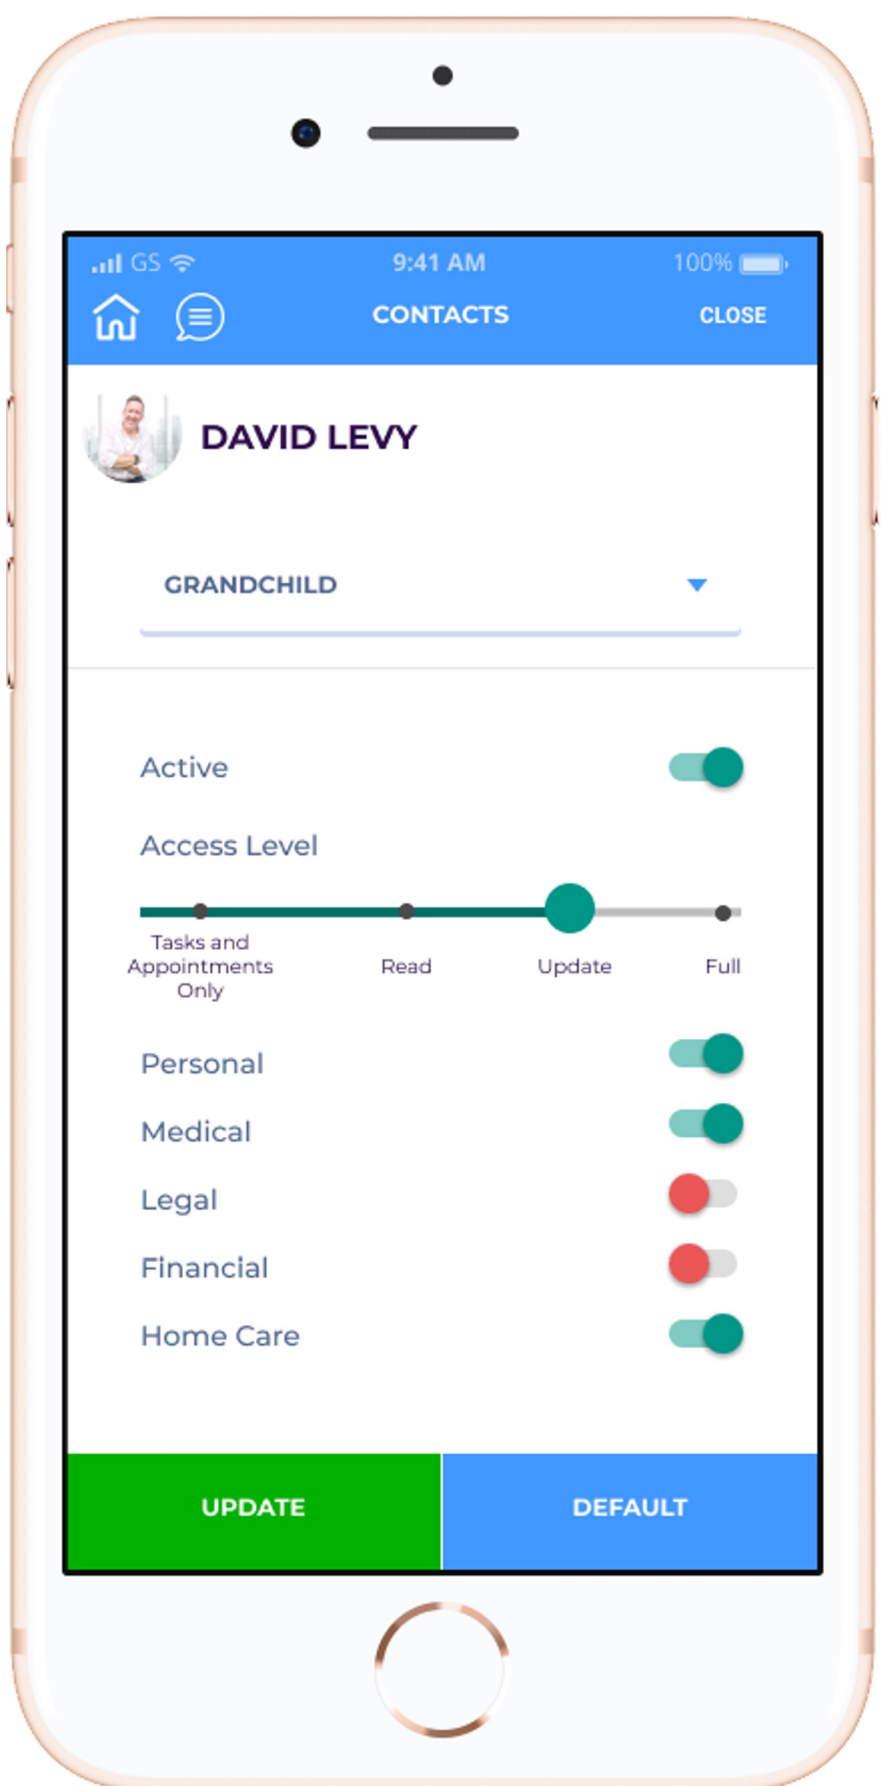 GS 9:41 AM 100%
CONTACTS CLOSE
DAVID LEVY
GRANDCHILD
Active
Access Level
Tasks and
Appointments
Only
Read
Update
Full
Personal
Medical
Legal
Financial
Home Care
UPDATE DEFAULT